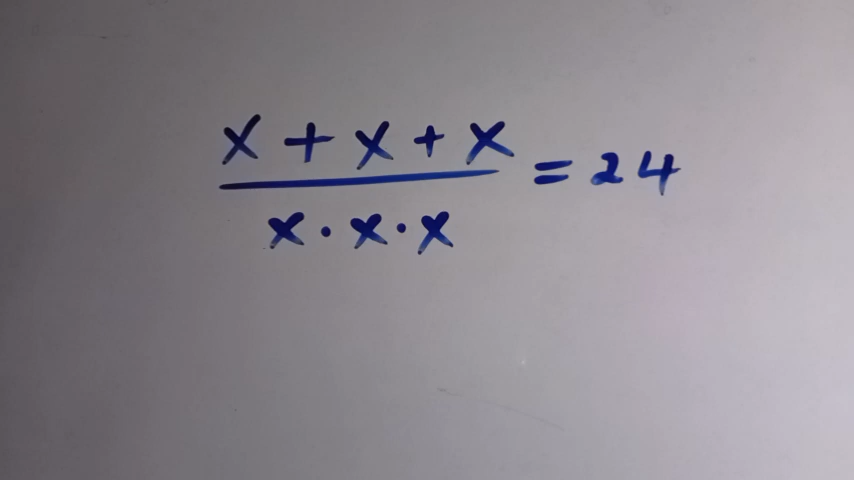 x + x + x
x · x · x = 24